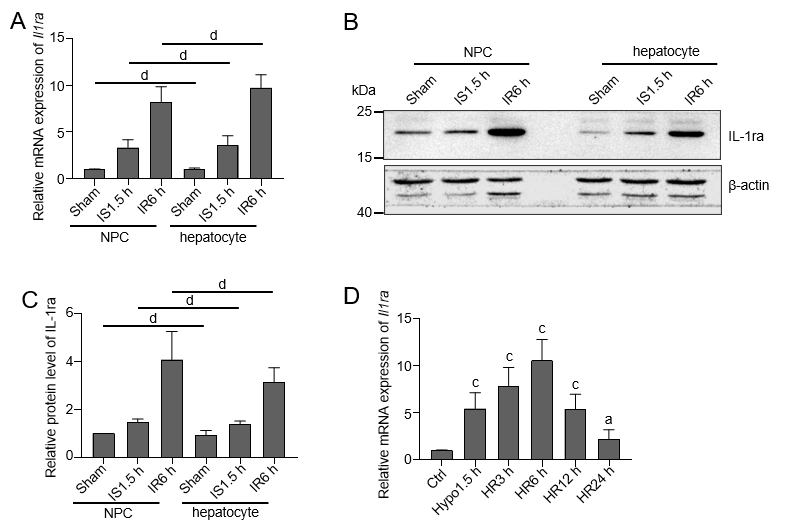 A
Relative mRNA expression of Il1ra
15
10
5
0
d
d
d
Sham
IS1.5 h
IR6 h
Sham
IS1.5 h
IR6 h
NPC
hepatocyte
B
NPC
hepatocyte
kDa
Sham
IS1.5 h
IR6 h
Sham
IS1.5 h
IR6 h
25
15
40
IL-1ra
β-actin
C
Relative protein level of IL-1ra
6
4
2
0
d
d
d
Sham
IS1.5 h
IR6 h
Sham
IS1.5 h
IR6 h
NPC
hepatocyte
D
Relative mRNA expression of Il1ra
15
10
5
0
c
c
c
c
a
Ctrl
Hypo1.5 h
HR3 h
HR6 h
HR12 h
HR24 h